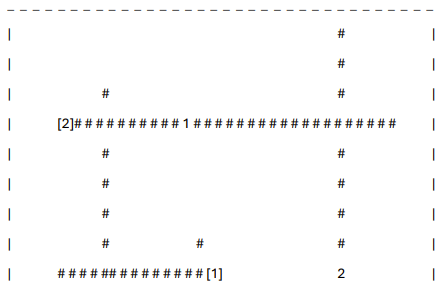 _ _ _ _ _ _ _ _ _ _ _ _ _ _ _ _ _ _ _ _ _ _ _ _ _ _ _ _ _ _ _ _ _
| # |
| # |
| # # |
| [2]# # # # # # # # # # 1 # # # # # # # # # # # # # # # # # # # |
| # # |
| # # |
| # # |
| # # # |
| # # # # ## # # # # # # # # [1] 2 |